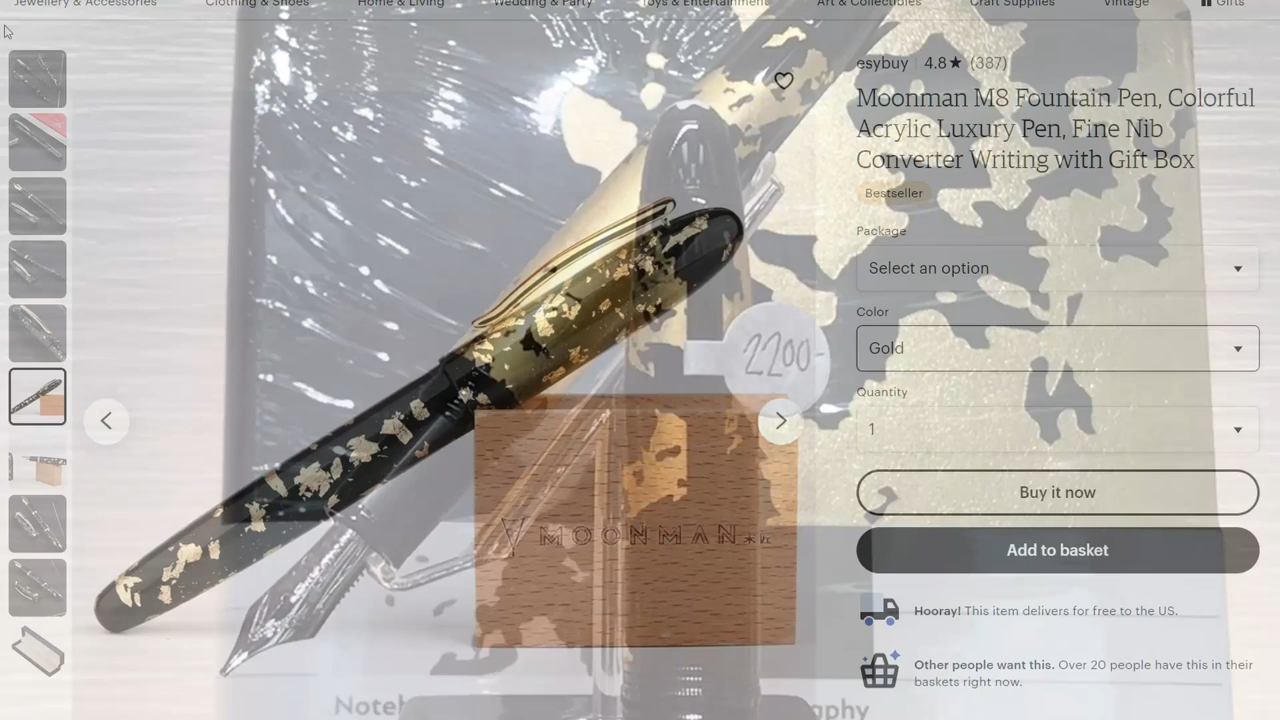 Jewellery & Accessories Clothing & Shoes Home & Living Wedding & Party Toys & Entertainment Art & Collectibles Craft Supplies Vintage Gifts
esybuy 4.8★ (387)
Moonman M8 Fountain Pen, Colorful
Acrylic Luxury Pen, Fine Nib
Converter Writing with Gift Box
Bestseller
Package
Select an option
Color
Gold
Quantity
1
2200-
MOONMAN
Buy it now
Add to basket
Hooray! This item delivers for free to the US.
Other people want this. Over 20 people have this in their
baskets right now.